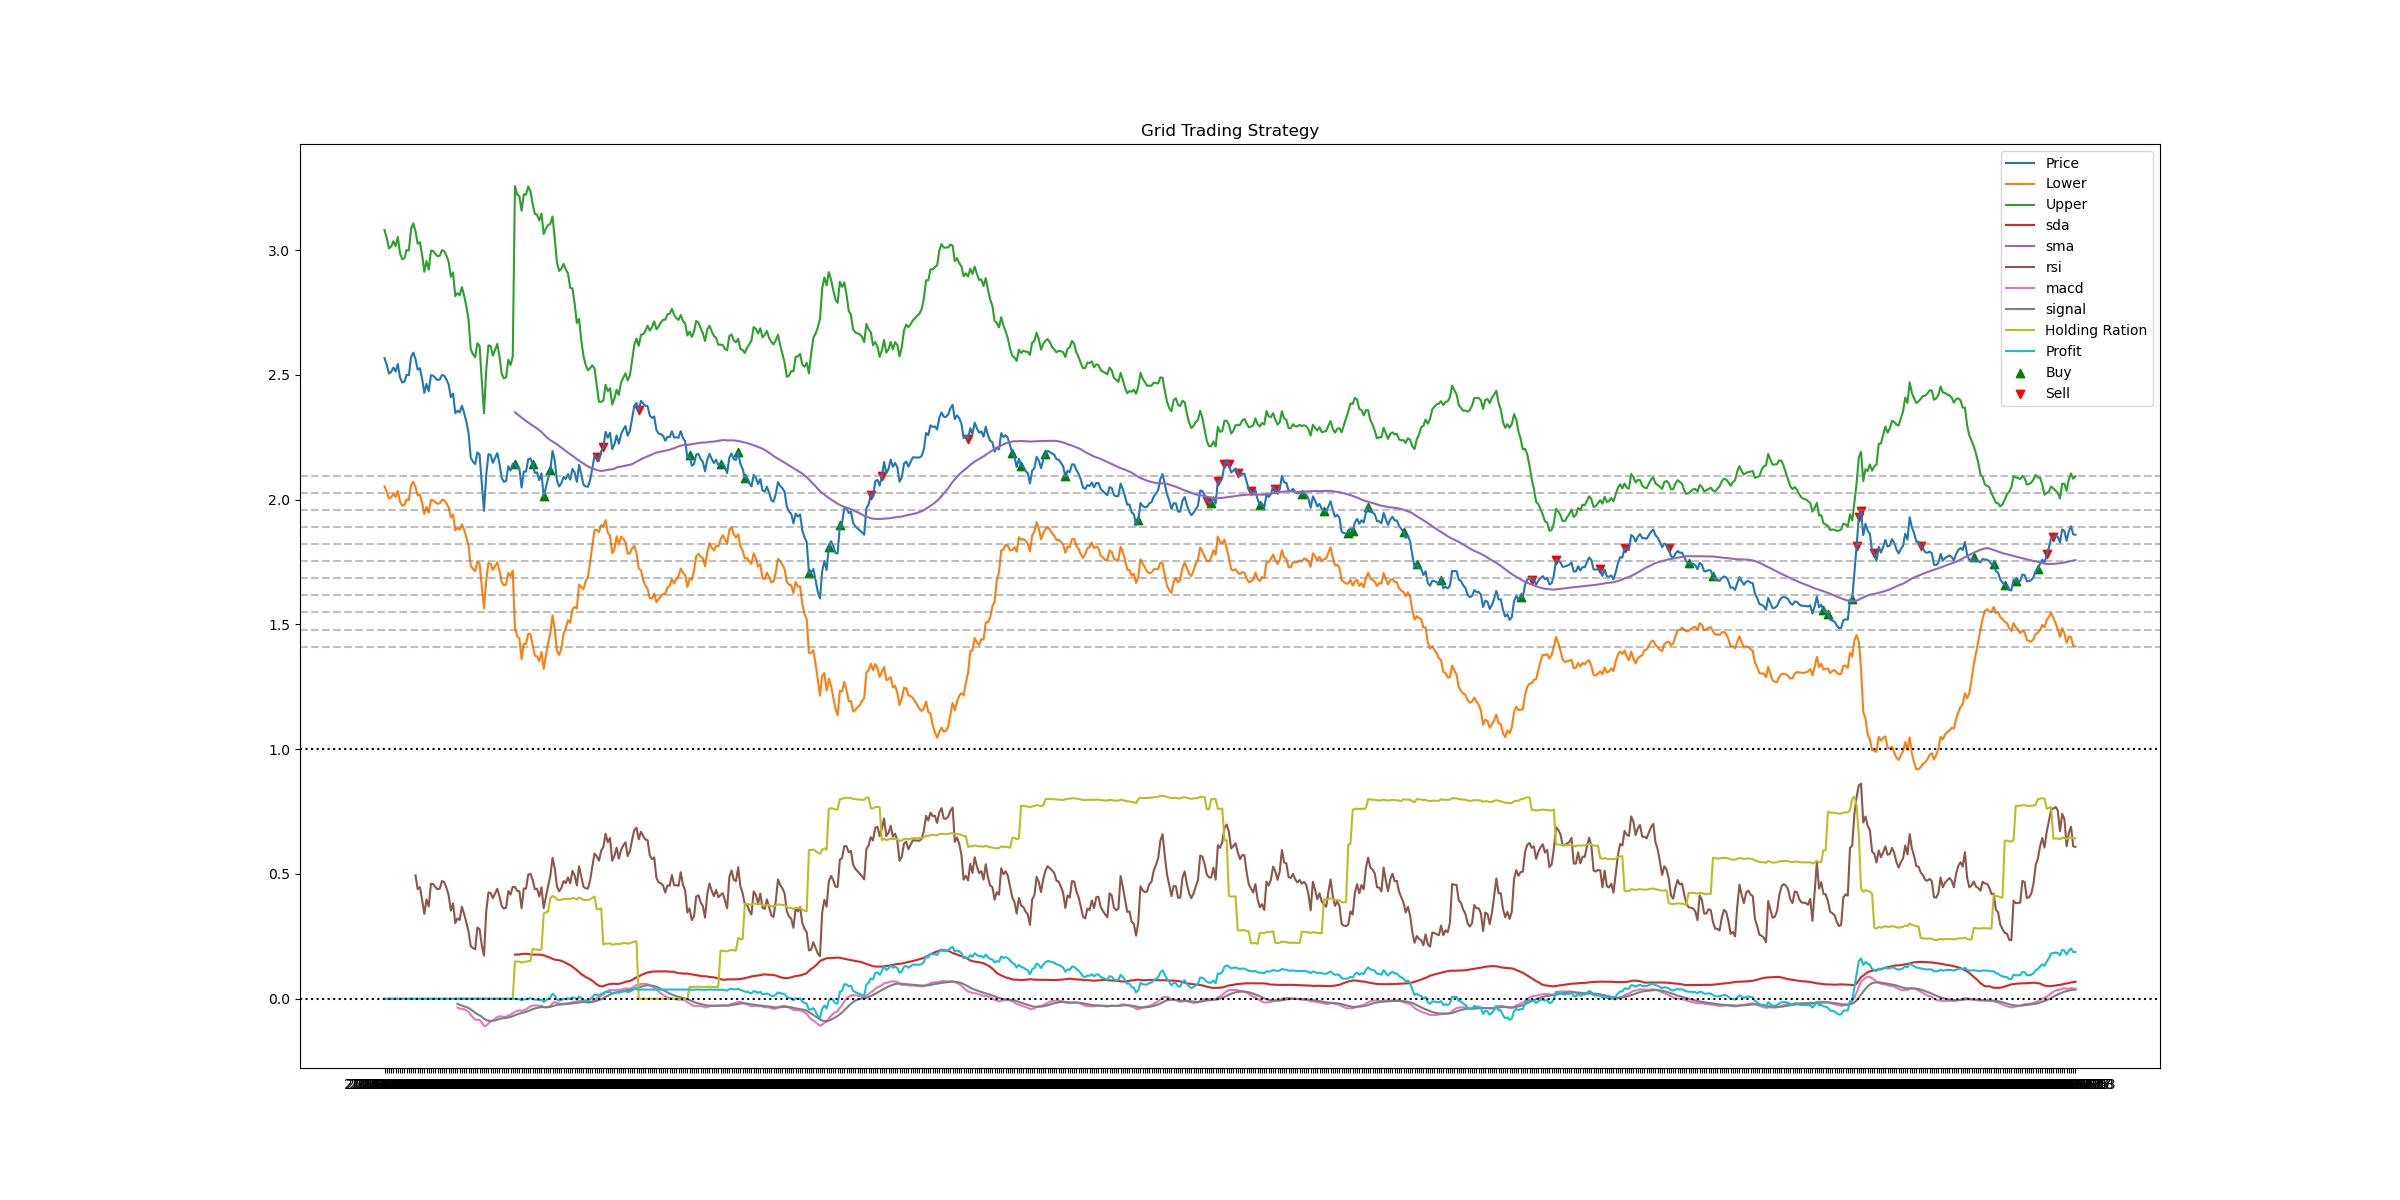 Grid Trading Strategy
Price
Lower
Upper
sda
sma
rsi
macd
signal
Holding Ration
Profit
Buy
Sell
3.0
2.5
2.0
1.5
1.0
0.5
0.0